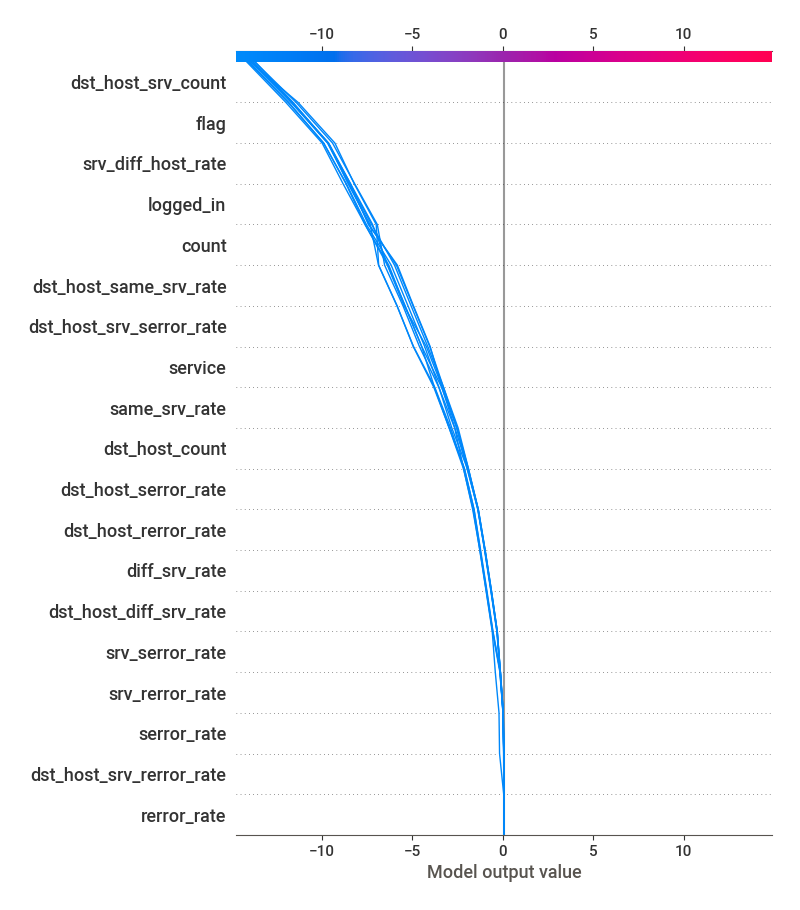 −10 −5 0 5 10
dst_host_srv_count
flag
srv_diff_host_rate
logged_in
count
dst_host_same_srv_rate
dst_host_srv_serror_rate
service
same_srv_rate
dst_host_count
dst_host_serror_rate
dst_host_rerror_rate
diff_srv_rate
dst_host_diff_srv_rate
srv_serror_rate
srv_rerror_rate
serror_rate
dst_host_srv_rerror_rate
rerror_rate
−10 −5 0 5 10
Model output value